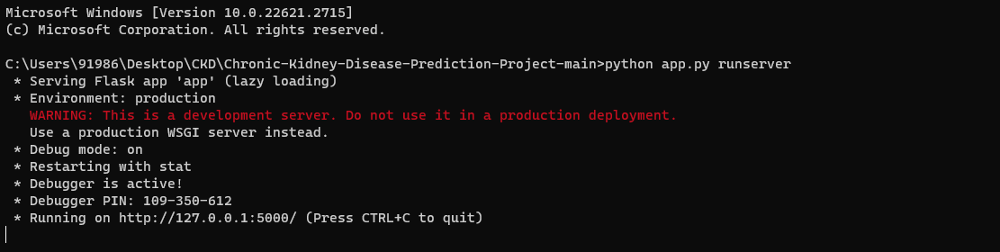 Microsoft Windows [Version 10.0.22621.2715]
(c) Microsoft Corporation. All rights reserved.
C:\Users\91986\Desktop\CKD\Chronic-Kidney-Disease-Prediction-Project-main>python app.py runserver
* Serving Flask app 'app' (lazy loading)
* Environment: production
WARNING: This is a development server. Do not use it in a production deployment.
Use a production WSGI server instead.
* Debug mode: on
* Restarting with stat
* Debugger is active!
* Debugger PIN: 109-350-612
* Running on http://127.0.0.1:5000/ (Press CTRL+C to quit)